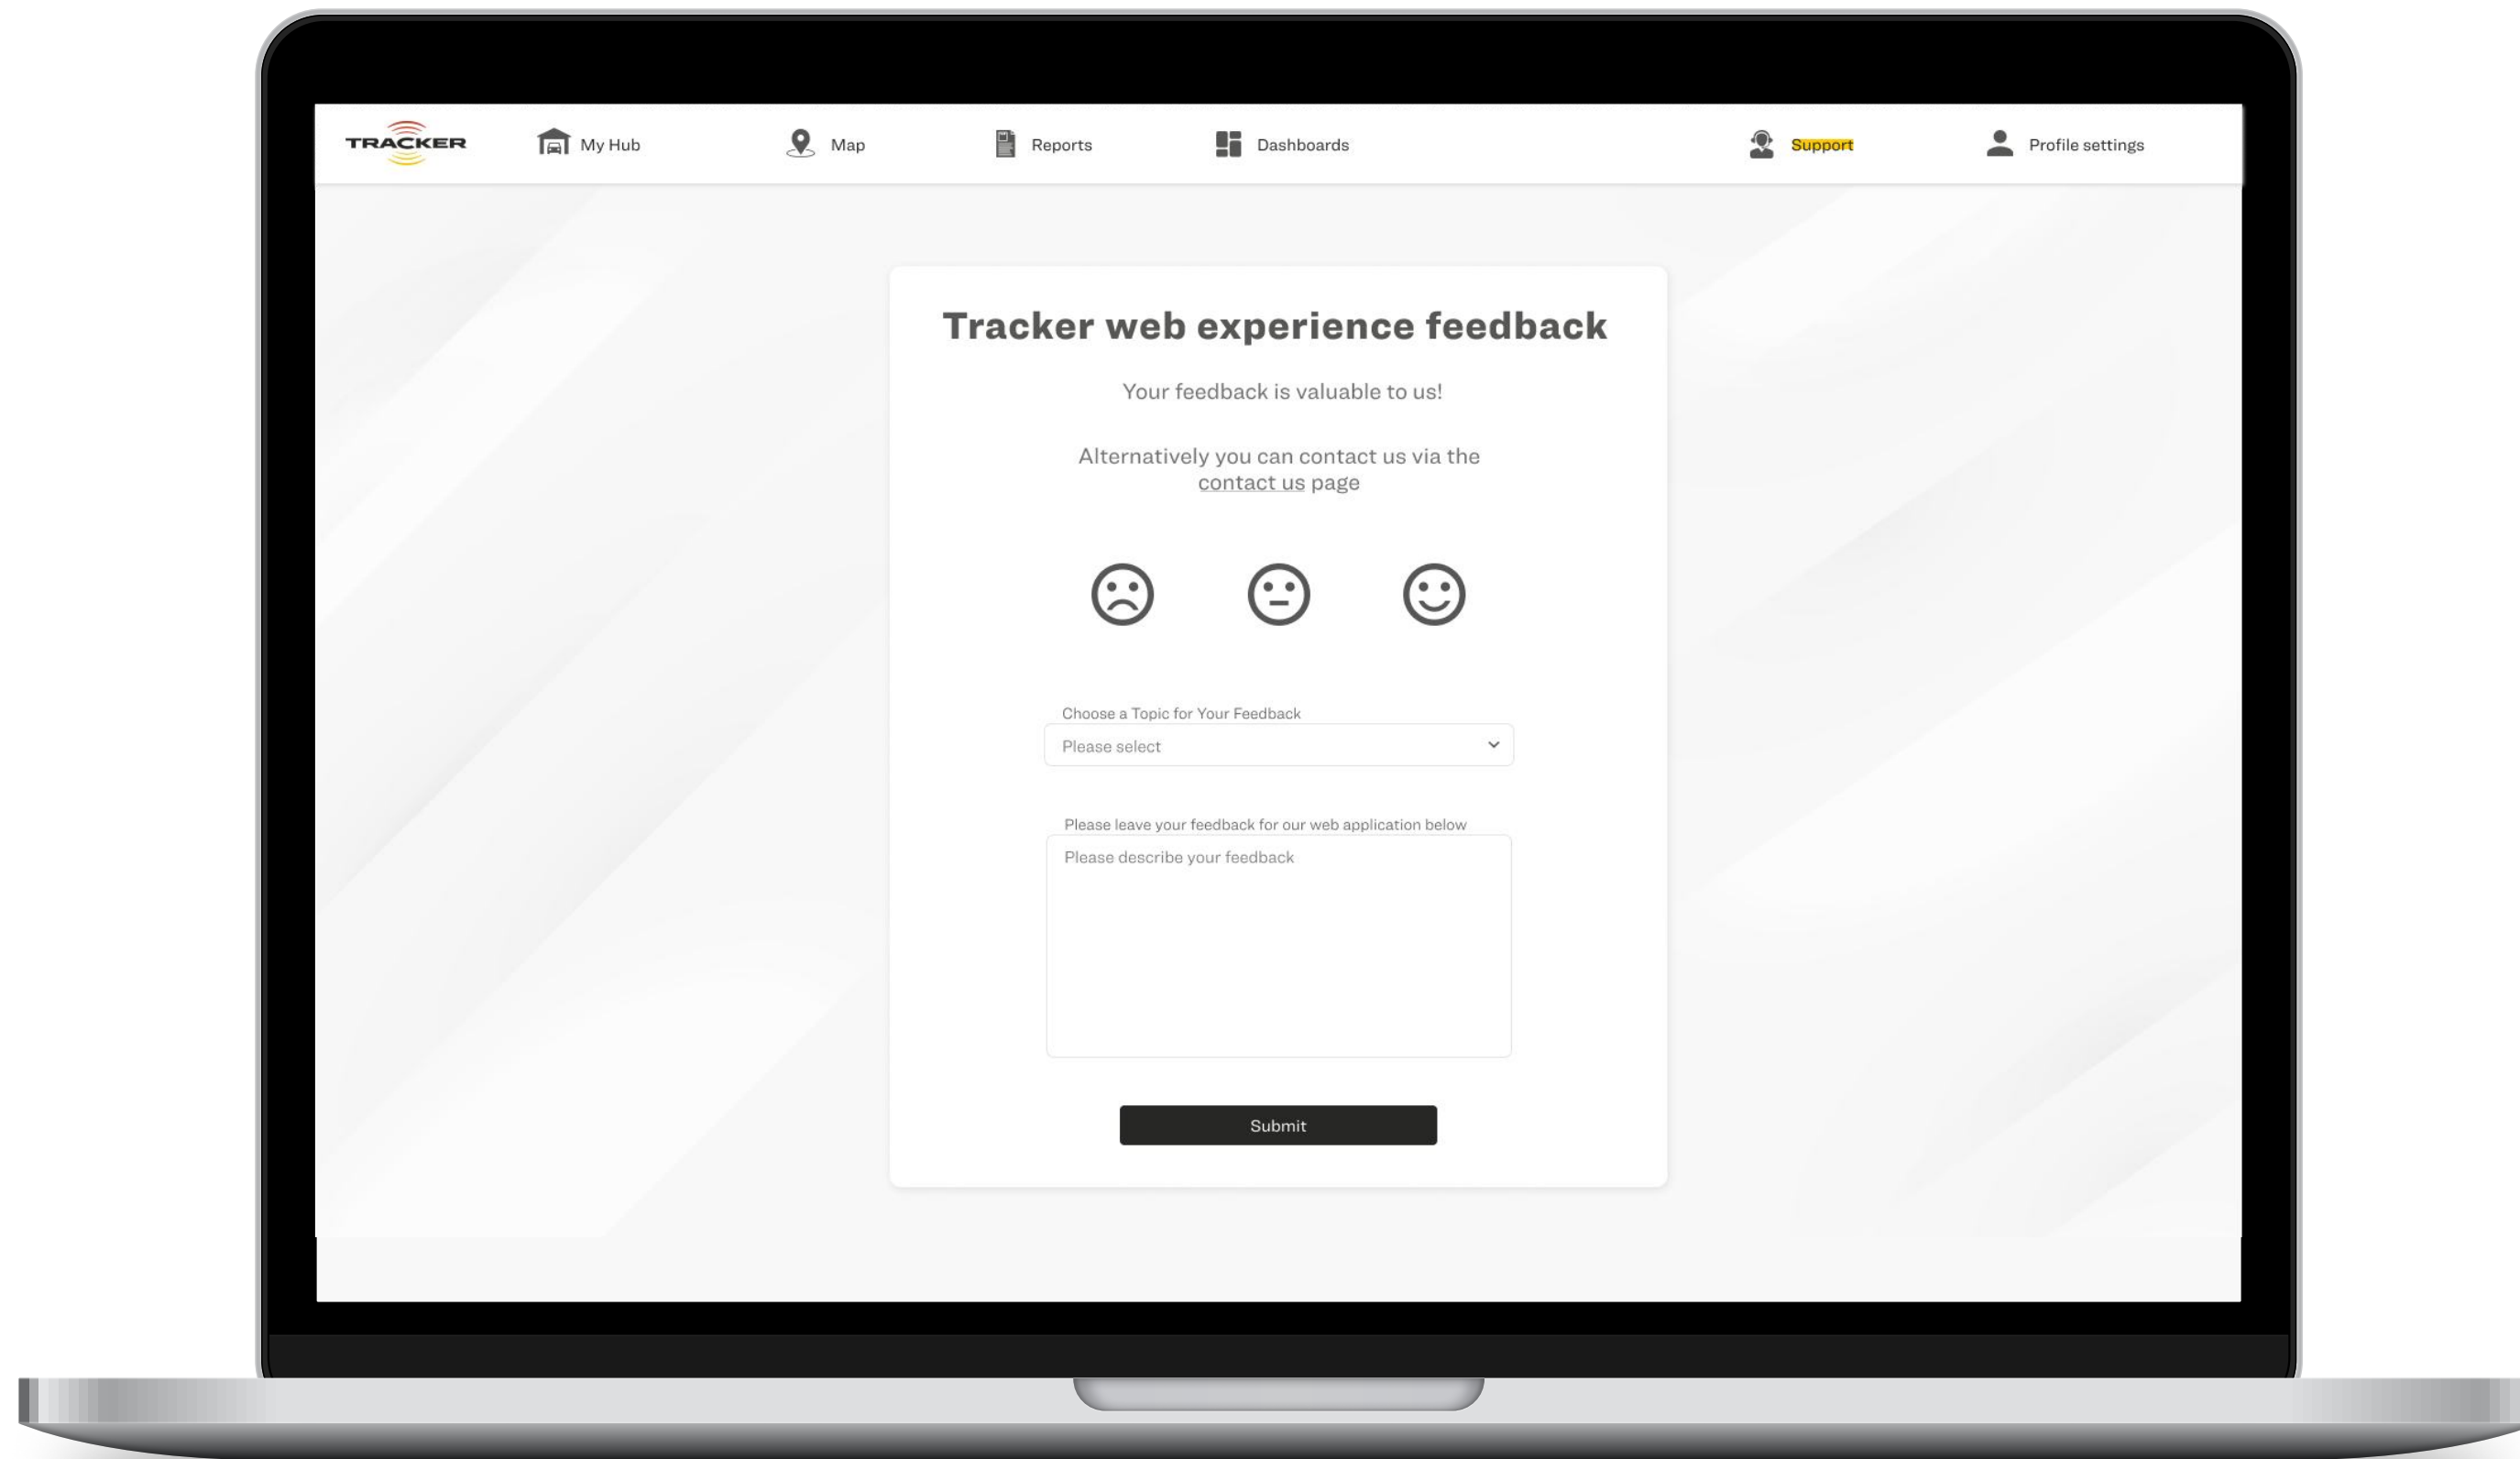 TRACKER
My Hub
Map
Reports
Dashboards
Support
Profile settings
Tracker web experience feedback
Your feedback is valuable to us!
Alternatively you can contact us via the
contact us page
Choose a Topic for Your Feedback
Please select
Please leave your feedback for our web application below
Please describe your feedback
Submit